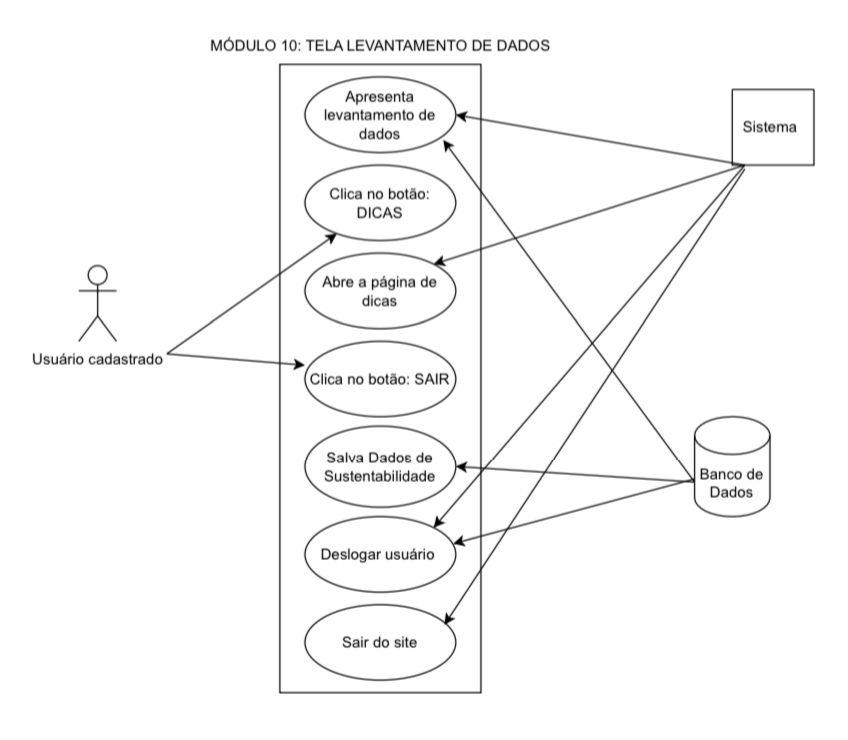 MÓDULO 10: TELA LEVANTAMENTO DE DADOS
Apresenta
levantamento de
dados
Sistema
Clica no botão:
DICAS
Abre a página de
dicas
Usuário cadastrado
Clica no botão: SAIR
Salva Dados de
Sustentabilidade
Banco de
Dados
Deslogar usuário
Sair do site